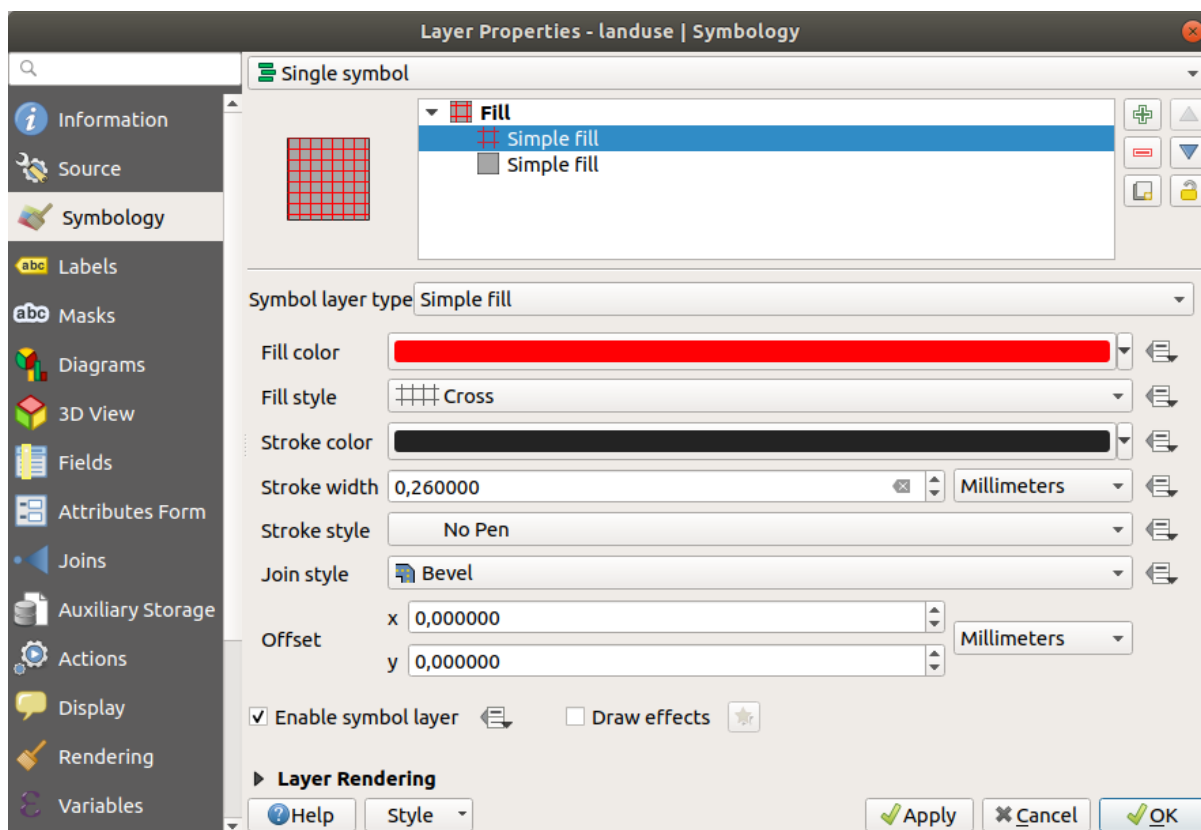 Layer Properties - landuse | Symbology
Single symbol
Information
Source
Symbology
abc Labels
abc Masks
Diagrams
3D View
Fields
Attributes Form
Joins
Auxiliary Storage
Actions
Display
Rendering
Variables
Fill
Simple fill
Simple fill
Symbol layer type Simple fill
Fill color
Fill style Cross
Stroke color
Stroke width 0,260000 Millimeters
Stroke style No Pen
Join style Bevel
Offset x 0,000000 Millimeters
y 0,000000
Enable symbol layer Draw effects
Layer Rendering
Help Style Apply Cancel OK